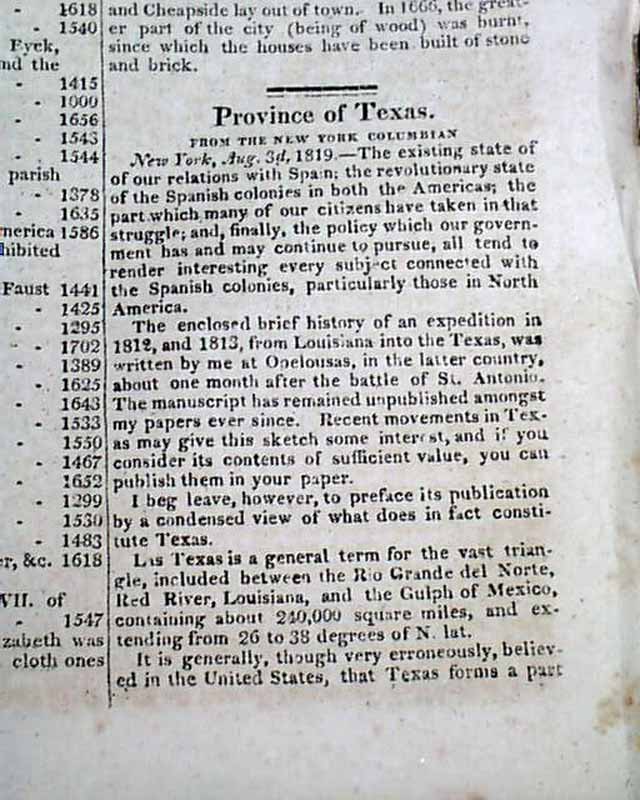 - 1618
- 1540
Eyck,
nd the
- 1415
- 1000
- 1656
- 1543
- 1544
parish
- 1378
- 1635
merica 1586
hibited
Faust 1441
- 1425
- 1295
- - 1702
- 1389
- 1625
- 1643
- 1533
- 1550
- 1467
- 1652
- 1299
- 1530
- 1483
er, &c. 1618
VII. of
- 1547
zabeth was
cloth ones
and Cheapside lay out of town. In 1666, the great-
er part of the city (being of wood) was burnt,
since which the houses have been built of stone
and brick.
Province of Texas.
FROM THE NEW YORK COLUMBIAN
New York, Aug. 3d, 1819.—The existing state of
of our relations with Spain; the revolutionary state
of the Spanish colonies in both the Americas; the
part which many of our citizens have taken in that
struggle; and, finally, the policy which our govern-
ment has and may continue to pursue, all tend to
render interesting every subject connected with
the Spanish colonies, particularly those in North
America.
The enclosed brief history of an expedition in
1812, and 1813, from Louisiana into the Texas, was
written by me at Opelousas, in the latter country,
about one month after the battle of St. Antonio.
The manuscript has remained unpublished amongst
my papers ever since. Recent movements in Tex-
as may give this sketch some interest, and if you
consider its contents of sufficient value, you can
publish them in your paper.
I beg leave, however, to preface its publication
by a condensed view of what does in fact consti-
tute Texas.
Las Texas is a general term for the vast trian-
gle, included between the Rio Grande del Norte,
Red River, Louisiana, and the Gulph of Mexico,
containing about 240,000 square miles, and ex-
tending from 26 to 38 degrees of N. lat.
It is generally, though very erroneously, believ-
ed in the United States, that Texas forms a part